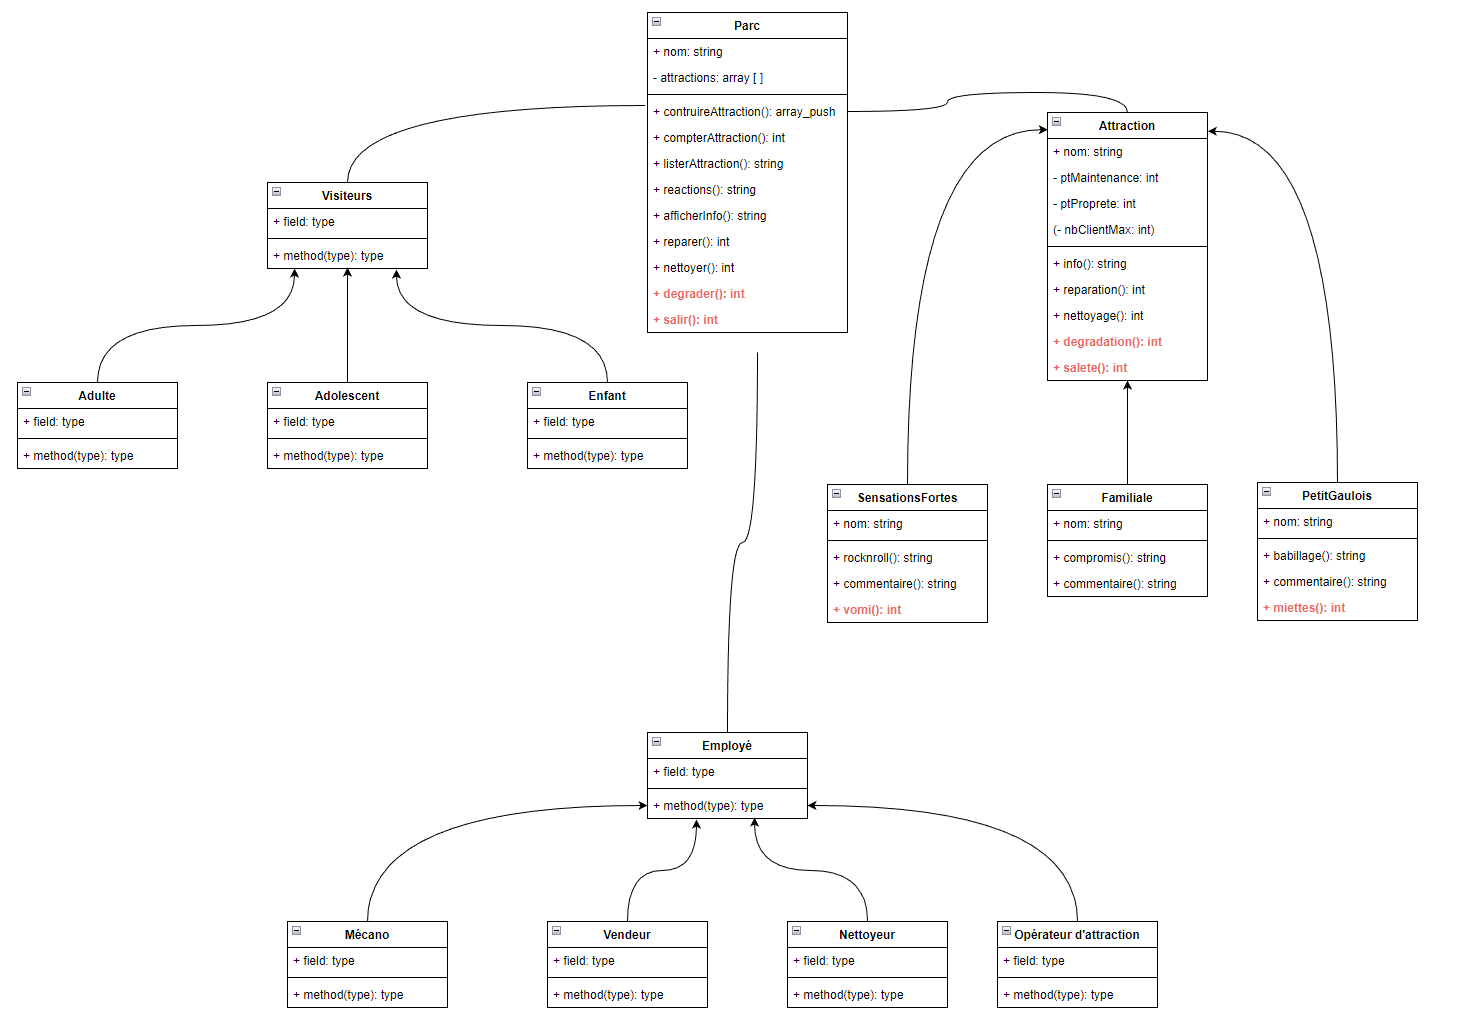 Parc
+ nom: string
- attractions: array [ ]
+ contruireAttraction(): array_push
+ compterAttraction(): int
+ listerAttraction(): string
+ reactions(): string
+ afficherInfo(): string
+ reparer(): int
+ nettoyer(): int
+ degrader(): int
+ salir(): int
Attraction
+ nom: string
- ptMaintenance: int
- ptProprete: int
(- nbClientMax: int)
+ info(): string
+ reparation(): int
+ nettoyage(): int
+ degradation(): int
+ salete(): int
Visiteurs
+ field: type
+ method(type): type
Adulte
+ field: type
+ method(type): type
Adolescent
+ field: type
+ method(type): type
Enfant
+ field: type
+ method(type): type
SensationsFortes
+ nom: string
+ rocknroll(): string
+ commentaire(): string
+ vomi(): int
Familiale
+ nom: string
+ compromis(): string
+ commentaire(): string
PetitGaulois
+ nom: string
+ babillage(): string
+ commentaire(): string
+ miettes(): int
Employé
+ field: type
+ method(type): type
Mécano
+ field: type
+ method(type): type
Vendeur
+ field: type
+ method(type): type
Nettoyeur
+ field: type
+ method(type): type
Opérateur d'attraction
+ field: type
+ method(type): type